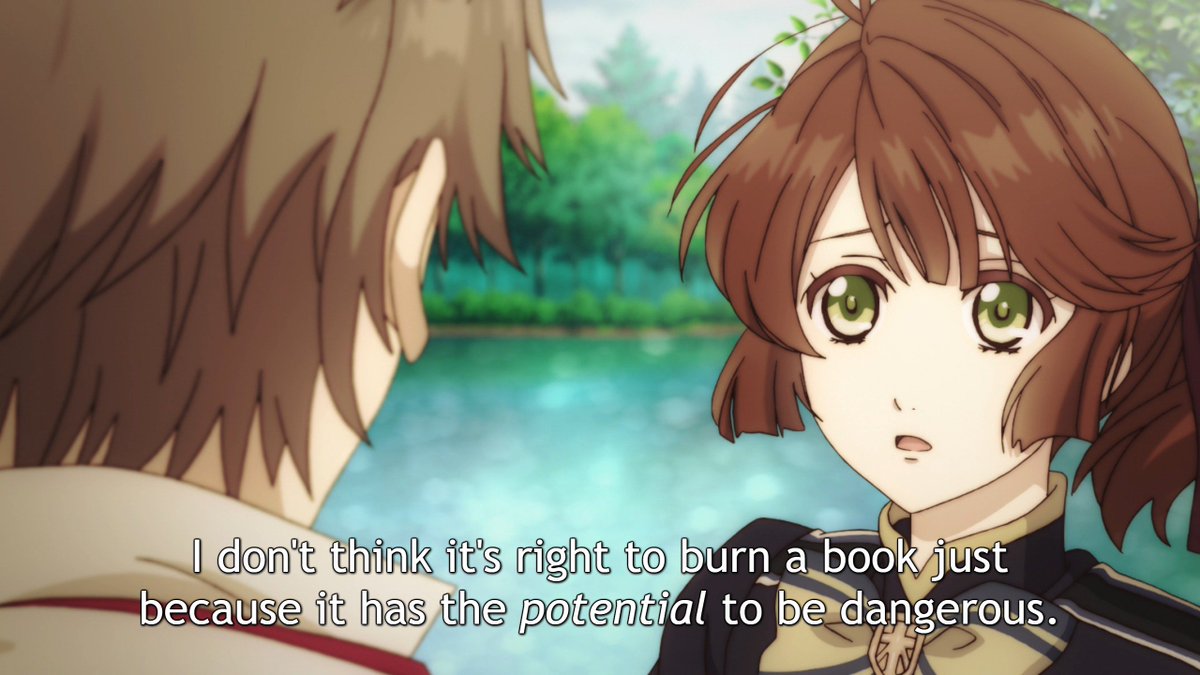 I don't think it's right to burn a book just
because it has the potential to be dangerous.